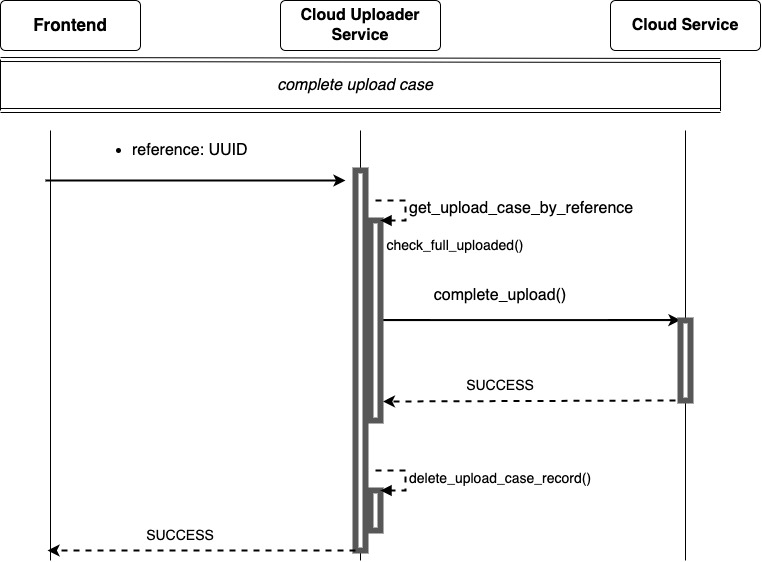 Frontend
Cloud Uploader
Service
Cloud Service
complete upload case
• reference: UUID
get_upload_case_by_reference
check_full_uploaded()
complete_upload()
SUCCESS
delete_upload_case_record()
SUCCESS